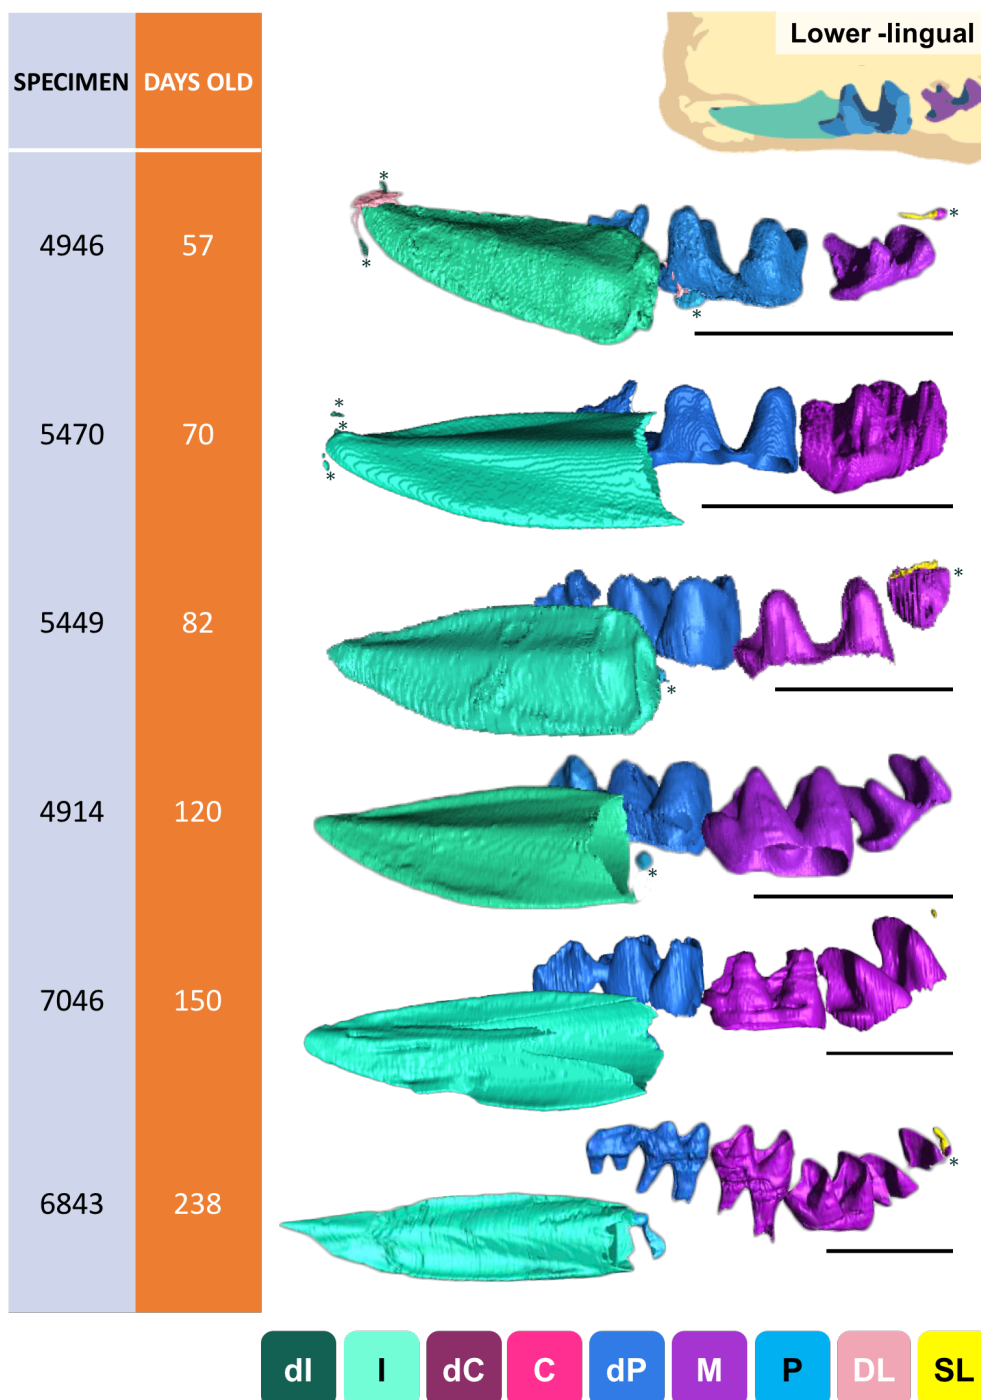 Lower -lingual
SPECIMEN DAYS OLD
* 
4946 57 *
*
*
5470 70 *
*
*
*
5449 82
*
4914 120
*
7046 150
*
6843 238
dI I dC C dP M P DL SL